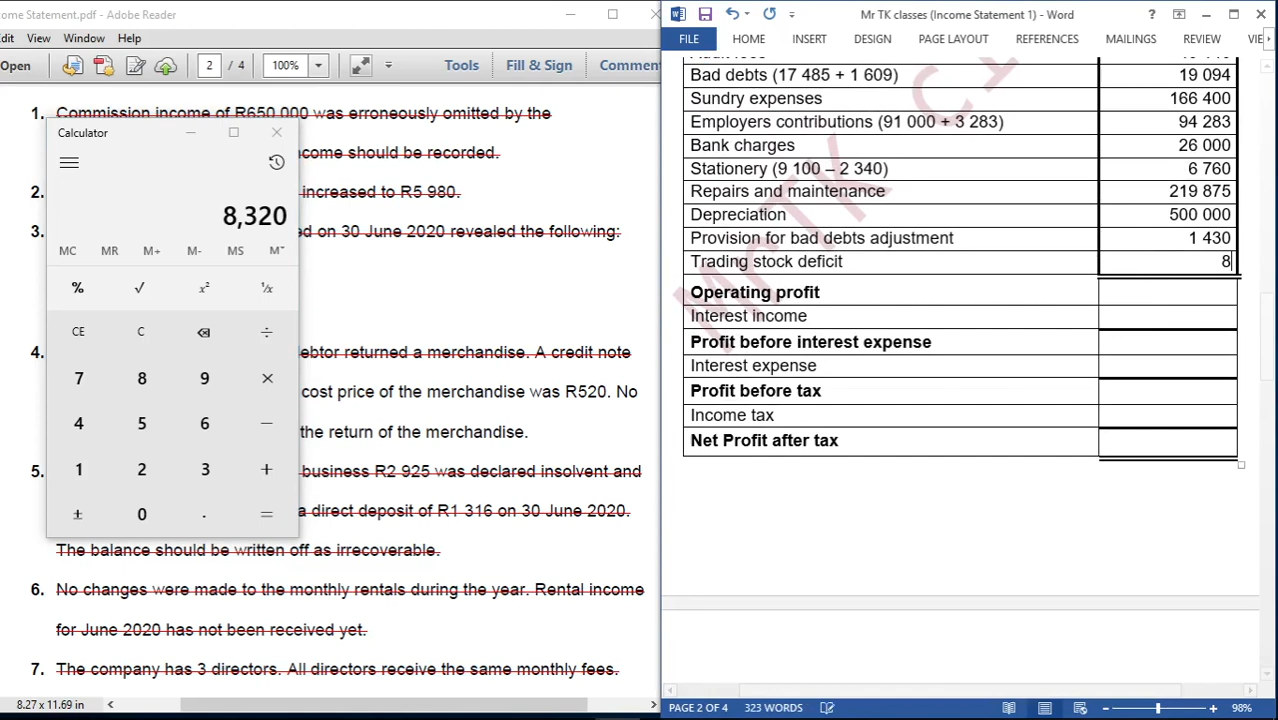 ome Statement.pdf - Adobe Reader
dit View Window Help
Open 2 / 4 100% Tools Fill & Sign Commen
1. Commission income of R650 000 was erroneously omitted by the
come should be recorded.
2. increased to R5 980.
3. ed on 30 June 2020 revealed the following:
4. ebtor returned a merchandise. A credit note
cost price of the merchandise was R520. No
the return of the merchandise.
5. business R2 925 was declared insolvent and
a direct deposit of R1 316 on 30 June 2020.
The balance should be written off as irrecoverable.
6. No changes were made to the monthly rentals during the year. Rental income
for June 2020 has not been received yet.
7. The company has 3 directors. All directors receive the same monthly fees.
8.27 x 11.69 in
Calculator
8,320
MC MR M+ M- MS M˅
% √ x² ¹/x
CE C ⌫ ÷
7 8 9 ×
4 5 6 −
1 2 3 +
± 0 . =
Mr TK classes (Income Statement 1) - Word
FILE HOME INSERT DESIGN PAGE LAYOUT REFERENCES MAILINGS REVIEW VIE
Bad debts (17 485 + 1 609) 19 094
Sundry expenses 166 400
Employers contributions (91 000 + 3 283) 94 283
Bank charges 26 000
Stationery (9 100 – 2 340) 6 760
Repairs and maintenance 219 875
Depreciation 500 000
Provision for bad debts adjustment 1 430
Trading stock deficit 8
Operating profit
Interest income
Profit before interest expense
Interest expense
Profit before tax
Income tax
Net Profit after tax
MrTK Cl
PAGE 2 OF 4 323 WORDS 98%